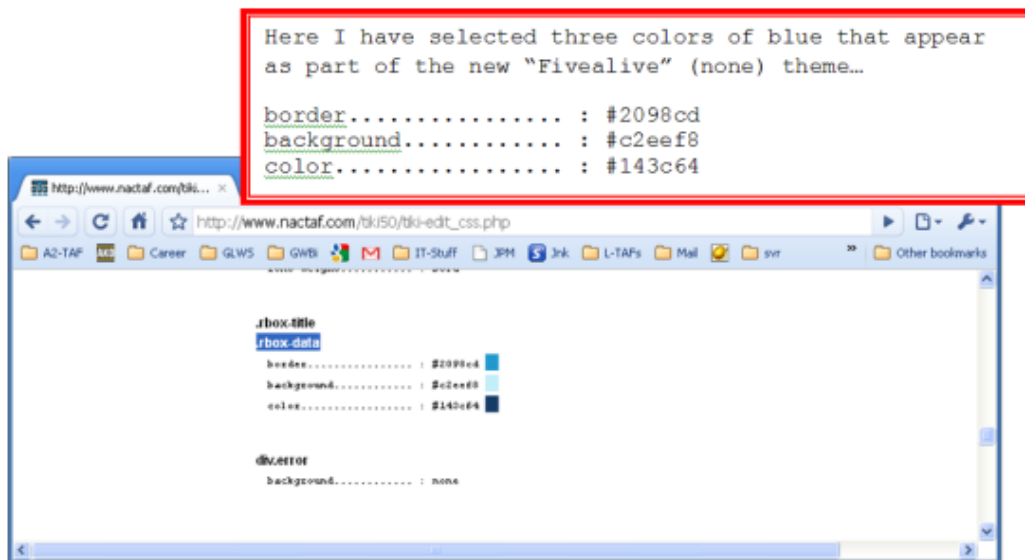 Here I have selected three colors of blue that appear
as part of the new “Fivealive” (none) theme…
border................ : #2098cd
background............ : #c2eef8
color................. : #143c64
http://www.nactaf.com/tiki... ×
http://www.nactaf.com/tiki50/tiki-edit_css.php
A2-TAF Career GLWS GWBi IT-Stuff JPM Jnk L-TAFs Mail svr » Other bookmarks
.rbox-title
.rbox-data
border................ : #2098cd
background............ : #c2eef8
color................. : #143c64
div.error
background............ : none